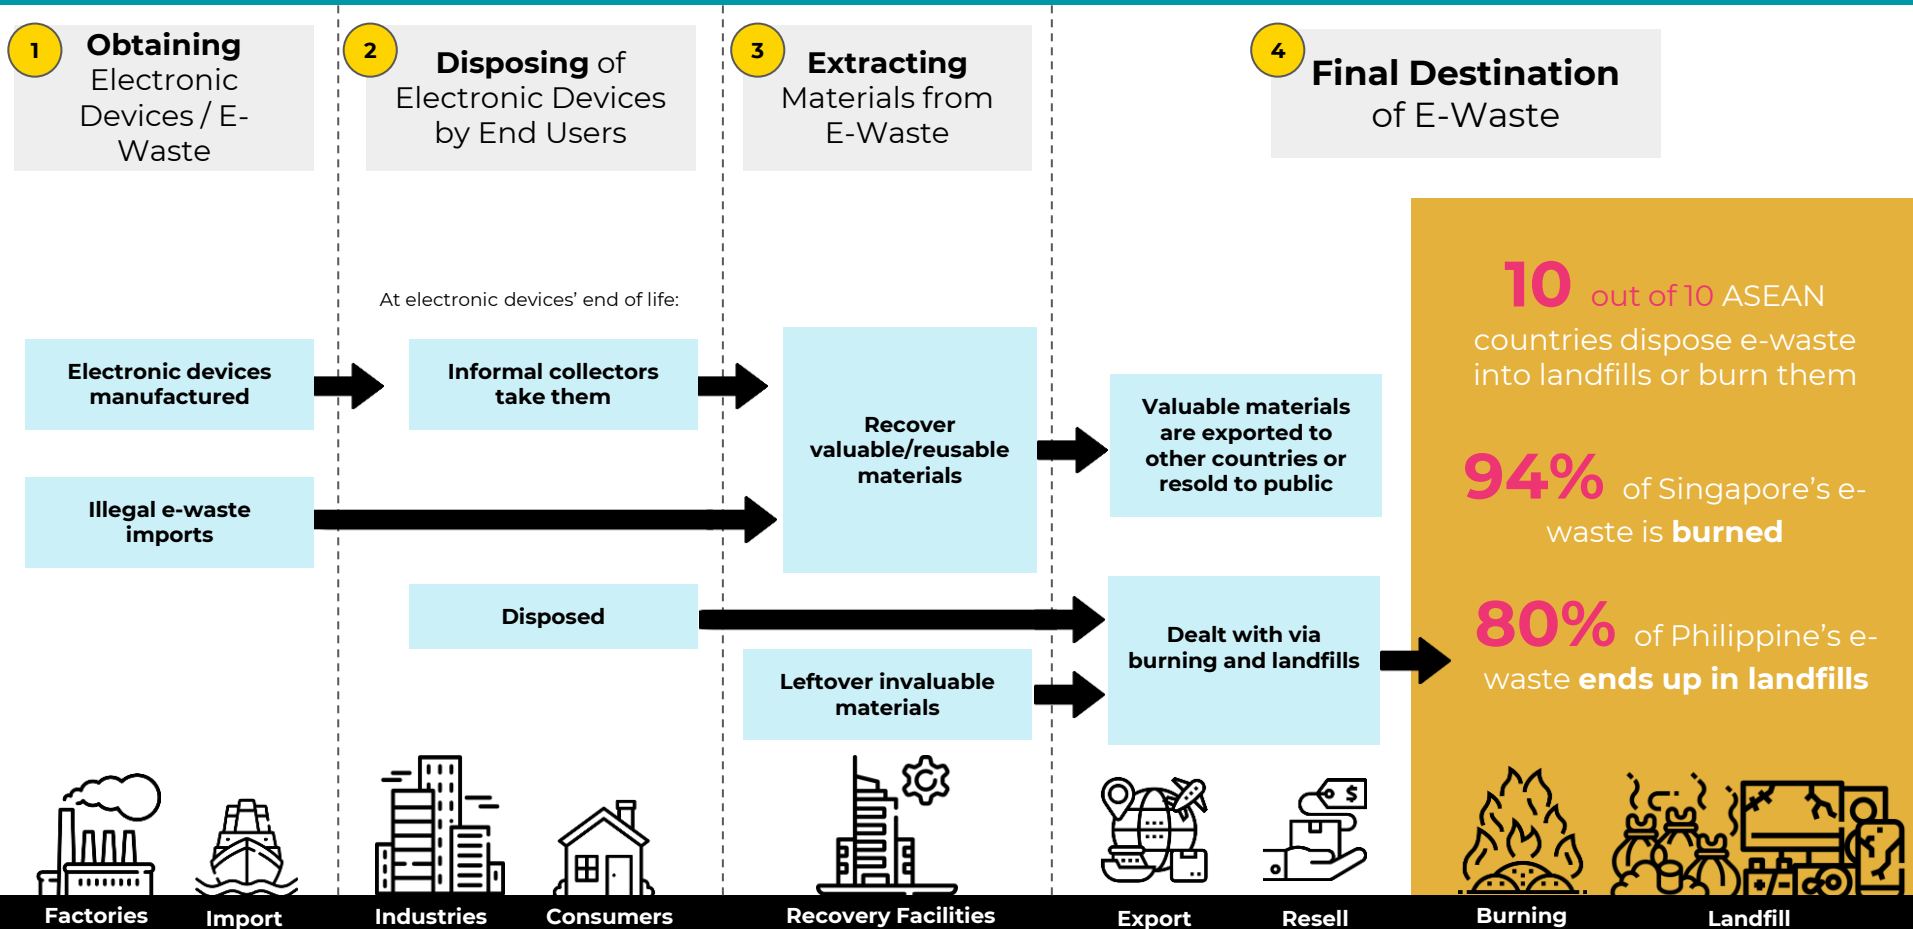 1
Obtaining
Electronic
Devices / E-
Waste
2
Disposing of
Electronic Devices
by End Users
3
Extracting
Materials from
E-Waste
4
Final Destination
of E-Waste
At electronic devices’ end of life:
Electronic devices
manufactured
Illegal e-waste
imports
Informal collectors
take them
Disposed
Recover
valuable/reusable
materials
Leftover invaluable
materials
Valuable materials
are exported to
other countries or
resold to public
Dealt with via
burning and landfills
10 out of 10 ASEAN
countries dispose e-waste
into landfills or burn them
94% of Singapore’s e-
waste is burned
80% of Philippine’s e-
waste ends up in landfills
$
+/-
Factories
Import
Industries
Consumers
Recovery Facilities
Export
Resell
Burning
Landfill